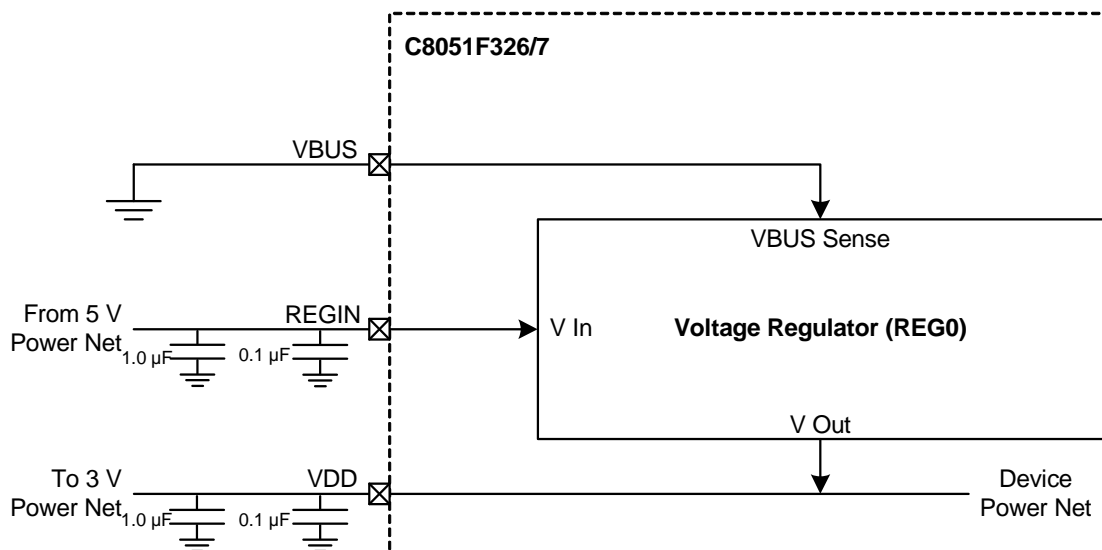 C8051F326/7
VBUS
VBUS Sense
From 5 V
Power Net
REGIN
1.0 µF
0.1 µF
V In
Voltage Regulator (REG0)
V Out
To 3 V
Power Net
VDD
1.0 µF
0.1 µF
Device
Power Net